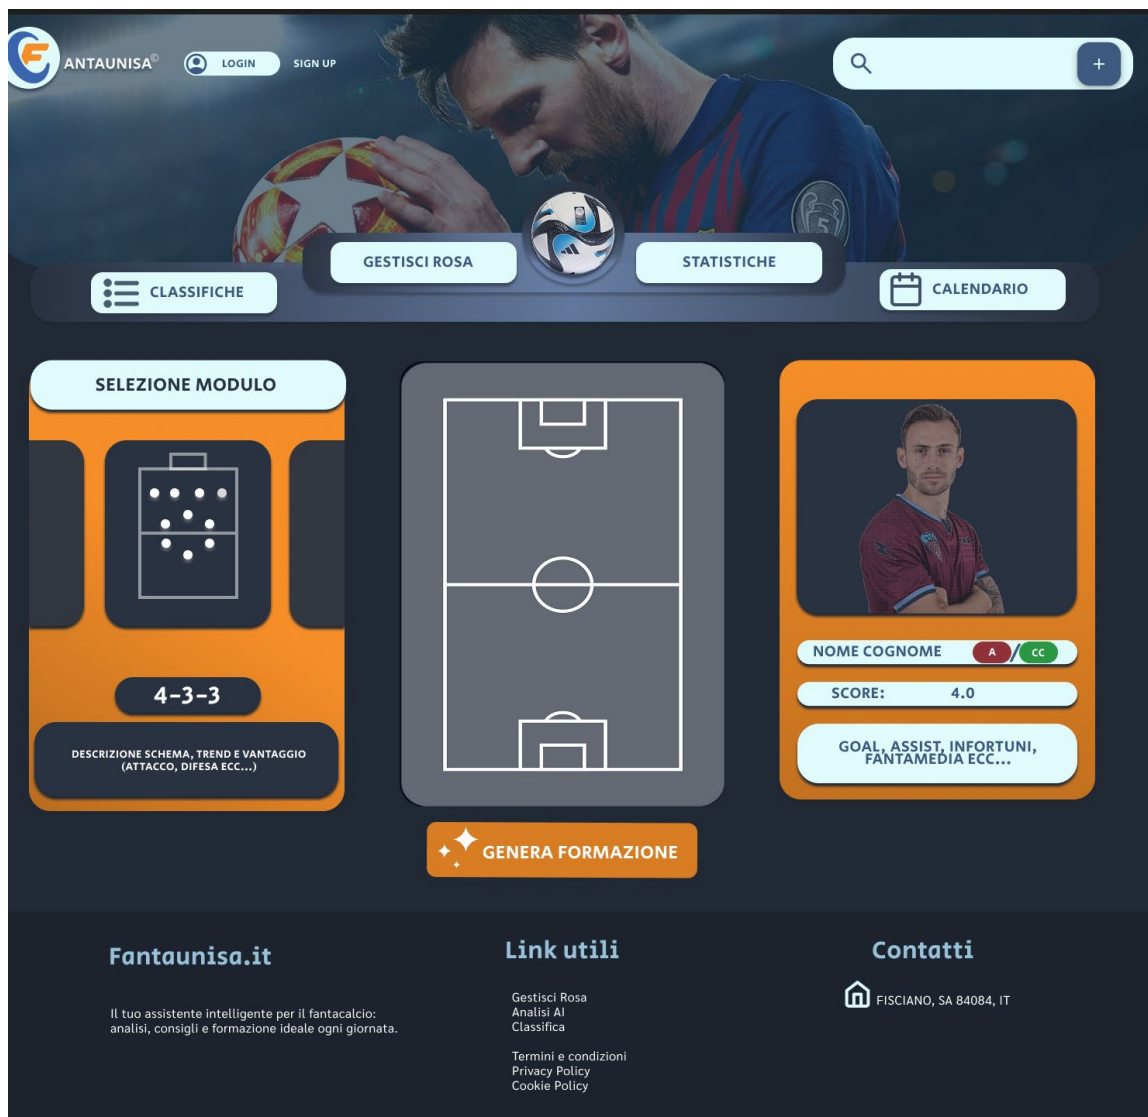 ANTAUNISA©
LOGIN
SIGN UP
+
GESTISCI ROSA
STATISTICHE
CLASSIFICHE
CALENDARIO
SELEZIONE MODULO
4-3-3
DESCRIZIONE SCHEMA, TREND E VANTAGGIO
(ATTACCO, DIFESA ECC...)
NOME COGNOME
A/CC
SCORE: 4.0
GOAL, ASSIST, INFORTUNI,
FANTAMEDIA ECC...
GENERA FORMAZIONE
Fantaunisa.it
Il tuo assistente intelligente per il fantacalcio:
analisi, consigli e formazione ideale ogni giornata.
Link utili
Gestisci Rosa
Analisi AI
Classifica
Termini e condizioni
Privacy Policy
Cookie Policy
Contatti
FISCIANO, SA 84084, IT